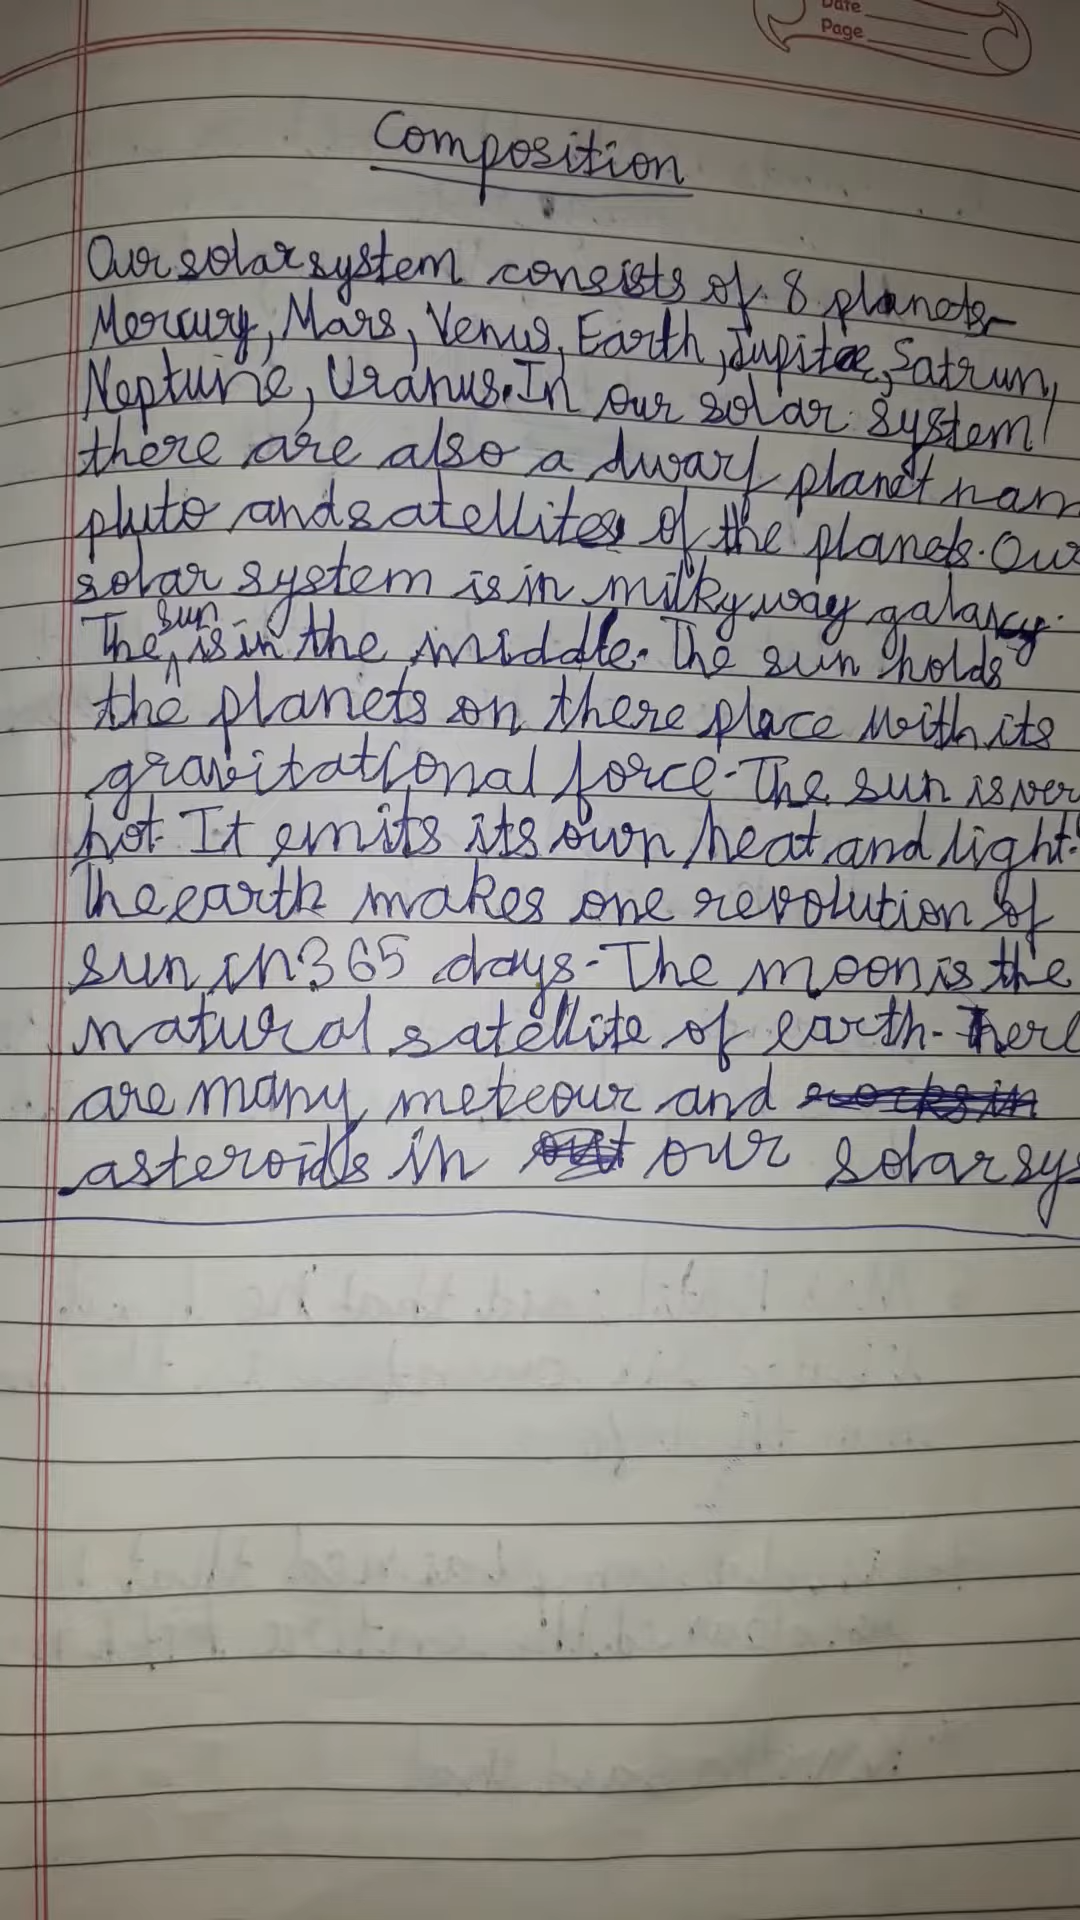 Date
Page
Composition
Our solar system consists of 8 planets-
Mercury, Mars, Venus, Earth, Jupiter, Satrun,
Neptune, Uranus. In our solar system
there are also a dwarf planet nam
pluto and satellites of the planets. Our
solar system is in milky way galaxy.
The sun is in the middle. The sun holds
the planets on there place with its
gravitational force. The sun is ver
hot. It emits its own heat and light.
The earth makes one revolution of
sun in 365 days. The moon is the
natural satellite of earth. There
are many meteour and
asteroids in our solar sys